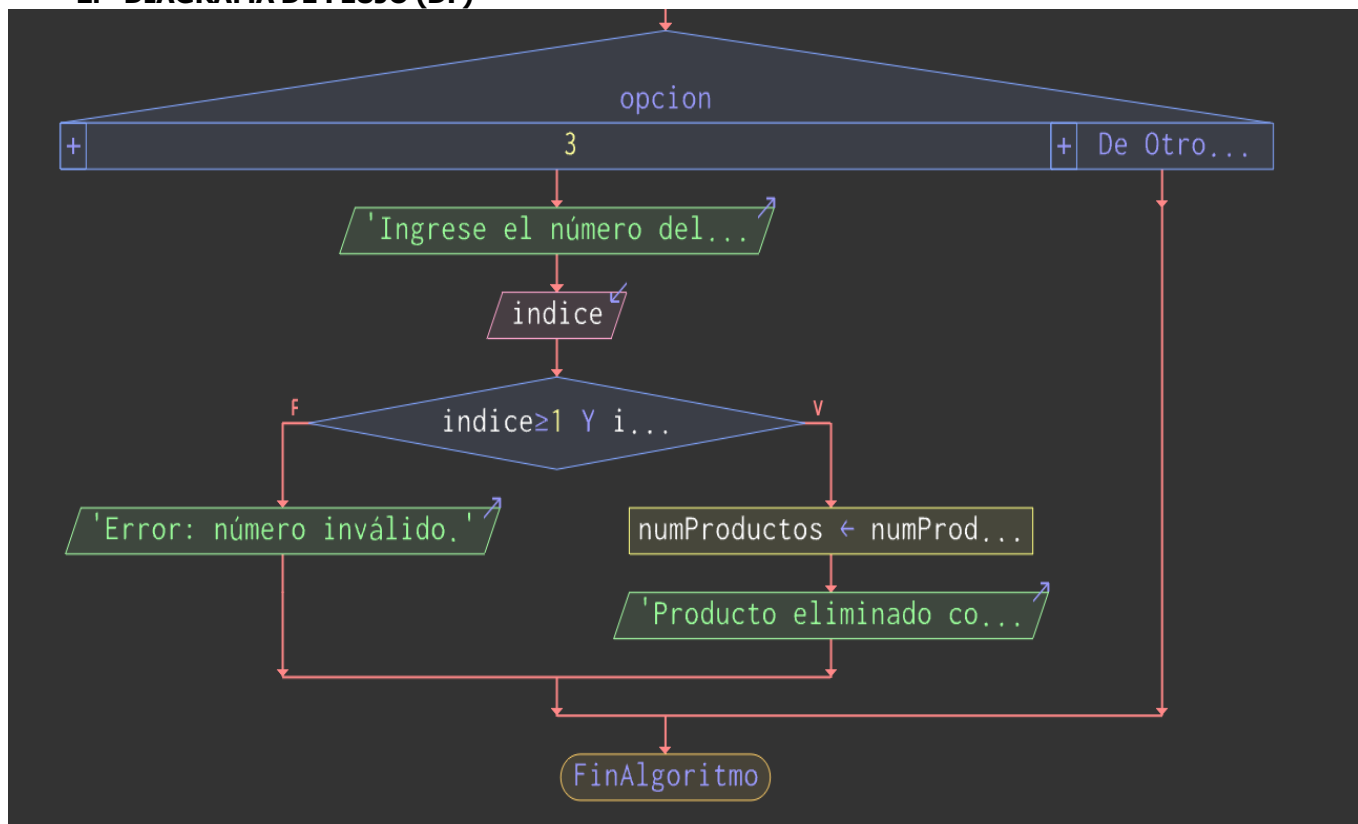 opcion
+ 3 + De Otro...
'Ingrese el número del...
indice
F V
indice≥1 Y i...
'Error: número inválido.'
numProductos ← numProd...
'Producto eliminado co...
FinAlgoritmo